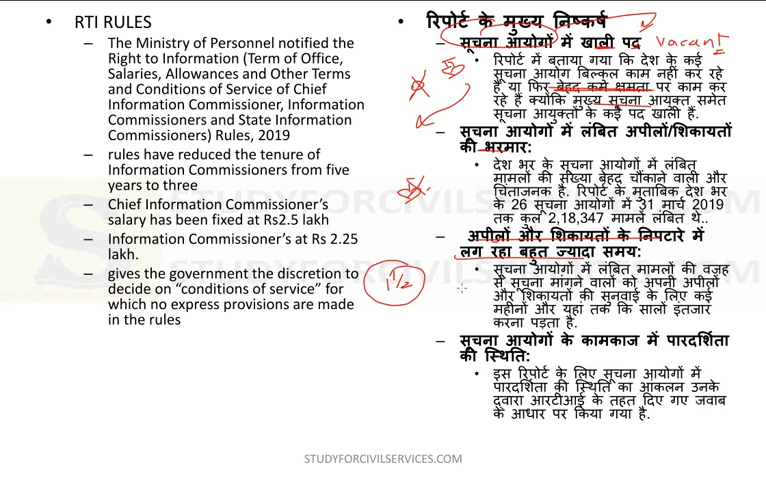 RTI RULES
The Ministry of Personnel notified the
Right to Information (Term of Office,
Salaries, Allowances and Other Terms
and Conditions of Service of Chief
Information Commissioner, Information
Commissioners and State Information
Commissioners) Rules, 2019
rules have reduced the tenure of
Information Commissioners from five
years to three
Chief Information Commissioner's
salary has been fixed at Rs2.5 lakh
Information Commissioner's at Rs 2.25
lakh.
gives the government the discretion to
decide on "conditions of service" for
which no express provisions are made
in the rules
रिपोर्ट के मुख्य निष्कर्ष
सूचना आयोगों में खाली पद vacant
रिपोर्ट में बताया गया कि देश के कई
सूचना आयोग बिल्कुल काम नहीं कर रहे
हैं या फिर बेहद कम क्षमता पर काम कर
रहे हैं क्योंकि मुख्य सूचना आयुक्त समेत
सूचना आयुक्तों के कई पद खाली हैं.
सूचना आयोगों में लंबित अपीलों/शिकायतों
की भरमार:
देश भर के सूचना आयोगों में लंबित
मामलों की संख्या बेहद चौंकाने वाली और
चिंताजनक है. रिपोर्ट के मुताबिक देश भर
के 26 सूचना आयोगों में 31 मार्च 2019
तक कुल 2,18,347 मामले लंबित थे..
अपीलों और शिकायतों के निपटारे में
लग रहा बहुत ज्यादा समय:
सूचना आयोगों में लंबित मामलों की वजह
से सूचना मांगने वालों को अपनी अपीलों
और शिकायतों की सुनवाई के लिए कई
महीनों और यहां तक कि सालों इंतजार
करना पड़ता है.
1 1/2
सूचना आयोगों के कामकाज में पारदर्शिता
की स्थिति:
इस रिपोर्ट के लिए सूचना आयोगों में
पारदर्शिता की स्थिति का आंकलन उनके
द्वारा आरटीआई के तहत दिए गए जवाब
के आधार पर किया गया है.
STUDYFORCIVILSERVICES.COM